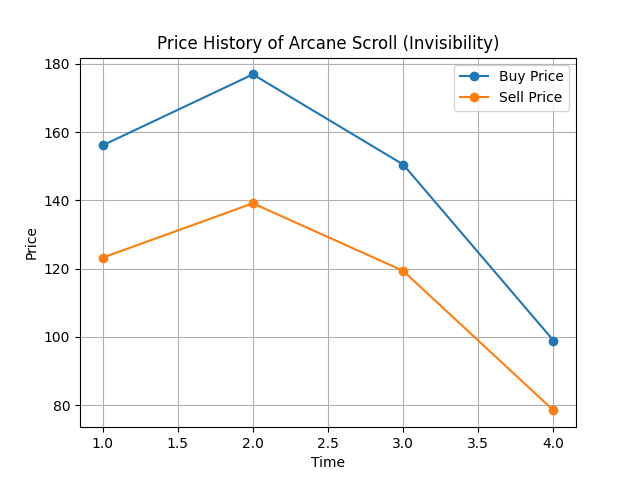 Price History of Arcane Scroll (Invisibility)
Buy Price
Sell Price
Price
180
160
140
120
100
80
1.0 1.5 2.0 2.5 3.0 3.5 4.0
Time